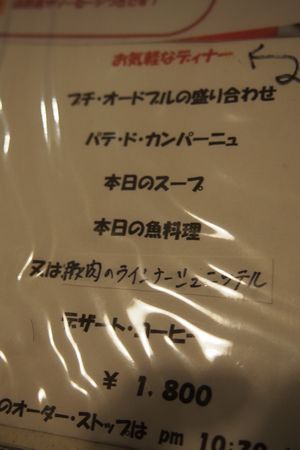 お気軽なディナー
プチ・オードブルの盛り合わせ
パテ・ド・カンパーニュ
本日のスープ
本日の魚料理
又は豚肉のライシナーシュニッテル
デザート・コーヒー
¥ 1,800
のオーダー・ストップは pm 10:30